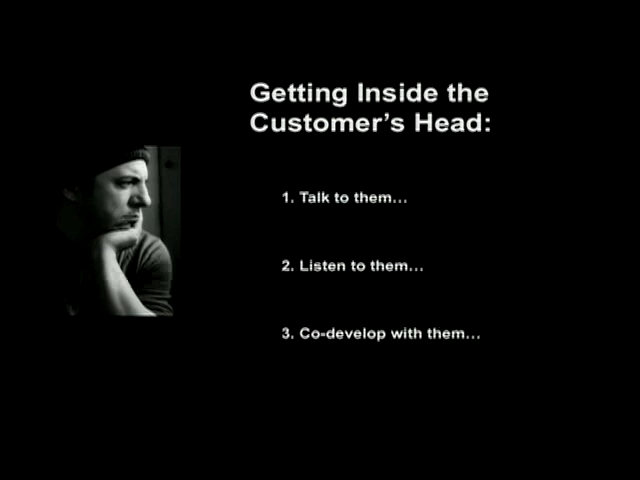 Getting Inside the
Customer’s Head:
1. Talk to them…
2. Listen to them…
3. Co-develop with them…